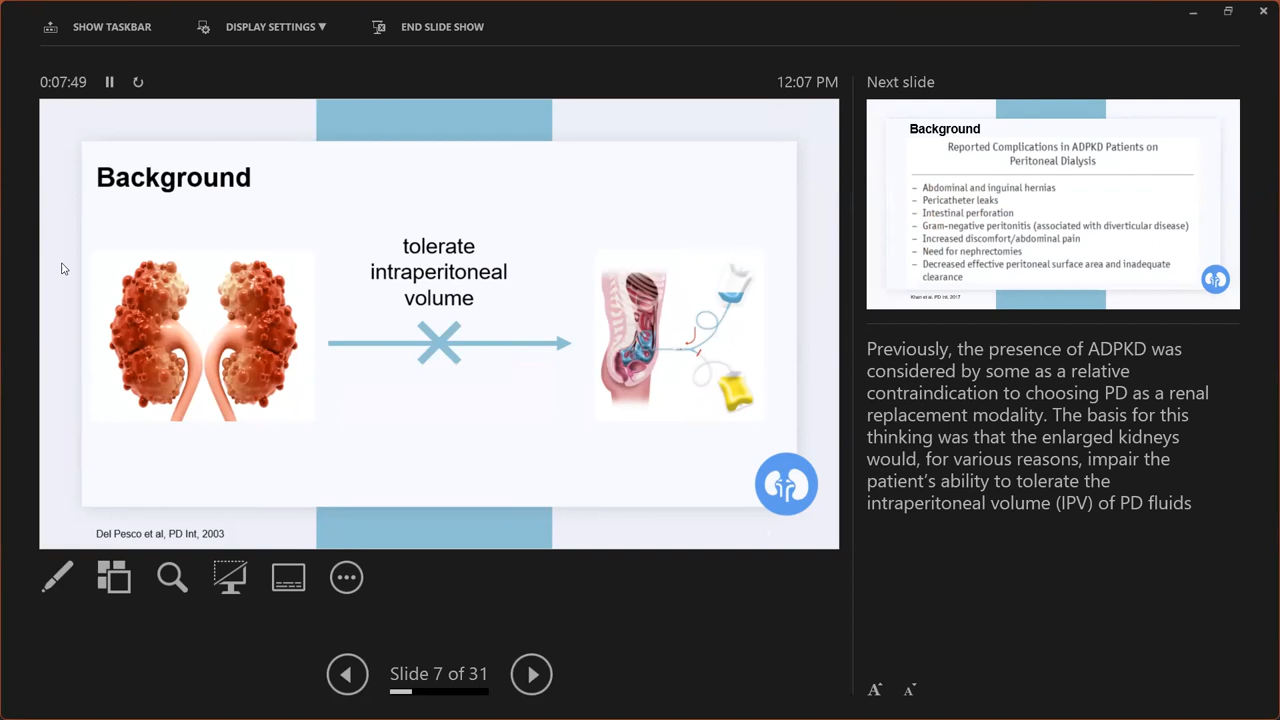 SHOW TASKBAR
DISPLAY SETTINGS ▼
END SLIDE SHOW
0:07:49
12:07 PM
Background
tolerate
intraperitoneal
volume
Del Pesco et al, PD Int, 2003
Slide 7 of 31
Next slide
Background
Reported Complications in ADPKD Patients on
Peritoneal Dialysis
– Abdominal and inguinal hernias
– Pericatheter leaks
– Intestinal perforation
– Gram-negative peritonitis (associated with diverticular disease)
– Increased discomfort/abdominal pain
– Need for nephrectomies
– Decreased effective peritoneal surface area and inadequate
clearance
Khan et al, PD Int, 2017
Previously, the presence of ADPKD was
considered by some as a relative
contraindication to choosing PD as a renal
replacement modality. The basis for this
thinking was that the enlarged kidneys
would, for various reasons, impair the
patient’s ability to tolerate the
intraperitoneal volume (IPV) of PD fluids
A A